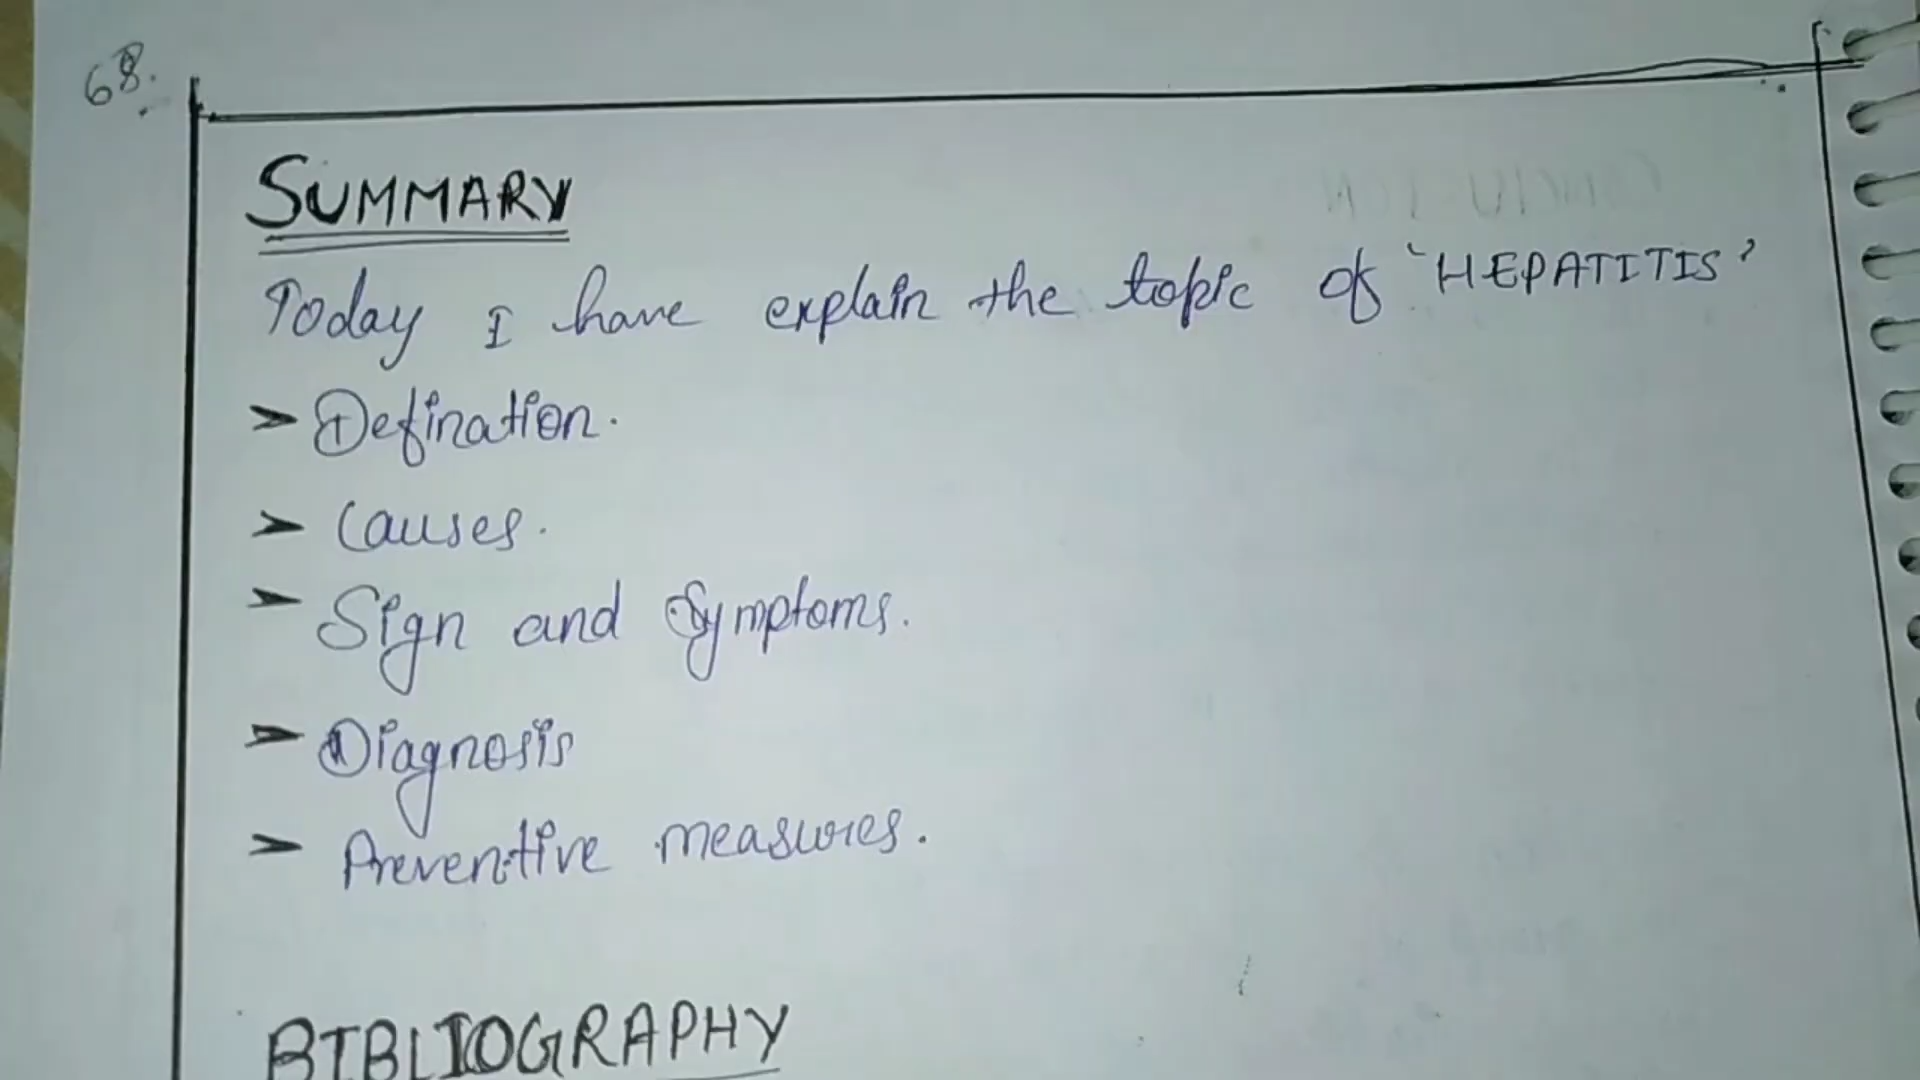 68.
SUMMARY
Today I have explain the topic of 'HEPATITIS'
➤ Defination.
➤ Causes.
➤ Sign and Symptoms.
➤ Diagnosis
➤ Preventive measures.
BIBLIOGRAPHY